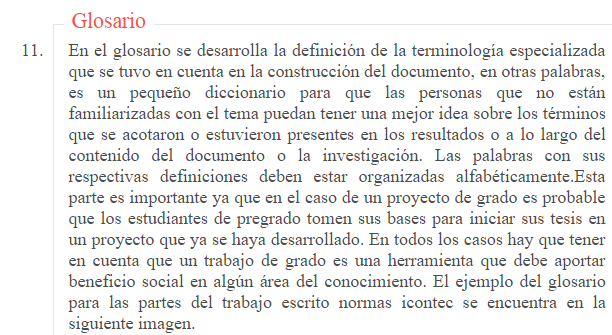 Glosario
11. En el glosario se desarrolla la definición de la terminología especializada
que se tuvo en cuenta en la construcción del documento, en otras palabras,
es un pequeño diccionario para que las personas que no están
familiarizadas con el tema puedan tener una mejor idea sobre los términos
que se acotaron o estuvieron presentes en los resultados o a lo largo del
contenido del documento o la investigación. Las palabras con sus
respectivas definiciones deben estar organizadas alfabéticamente.Esta
parte es importante ya que en el caso de un proyecto de grado es probable
que los estudiantes de pregrado tomen sus bases para iniciar sus tesis en
un proyecto que ya se haya desarrollado. En todos los casos hay que tener
en cuenta que un trabajo de grado es una herramienta que debe aportar
beneficio social en algún área del conocimiento. El ejemplo del glosario
para las partes del trabajo escrito normas icontec se encuentra en la
siguiente imagen.